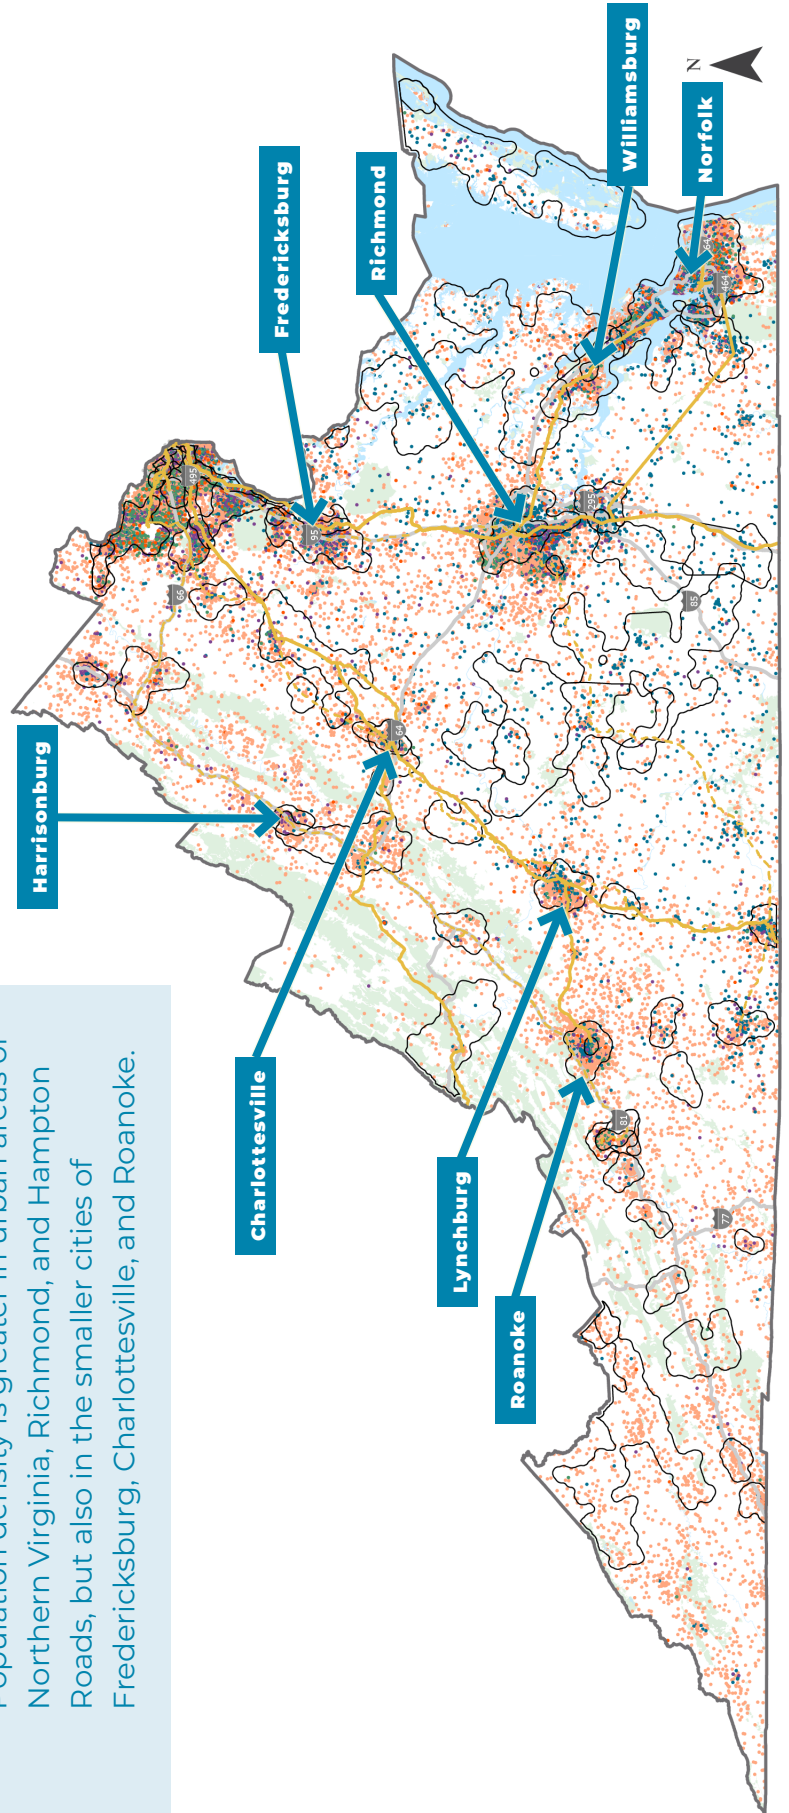 Population density is greater in urban areas of
Northern Virginia, Richmond, and Hampton
Roads, but also in the smaller cities of
Fredericksburg, Charlottesville, and Roanoke.
Harrisonburg
Charlottesville
Fredericksburg
Richmond
Lynchburg
Roanoke
Williamsburg
Norfolk
N
495
66
95
64
295
85
64
464
81
77